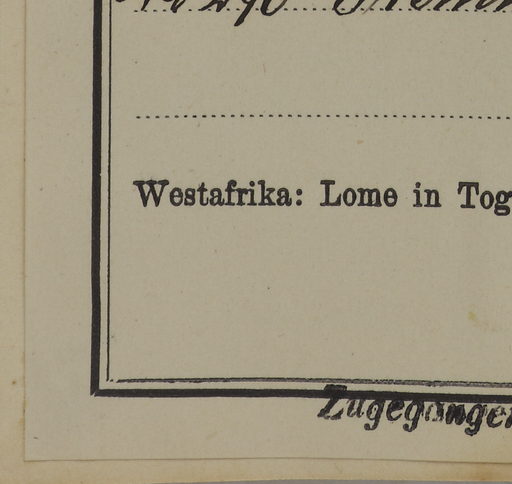 Westafrika: Lome in Tog
Zugegangen